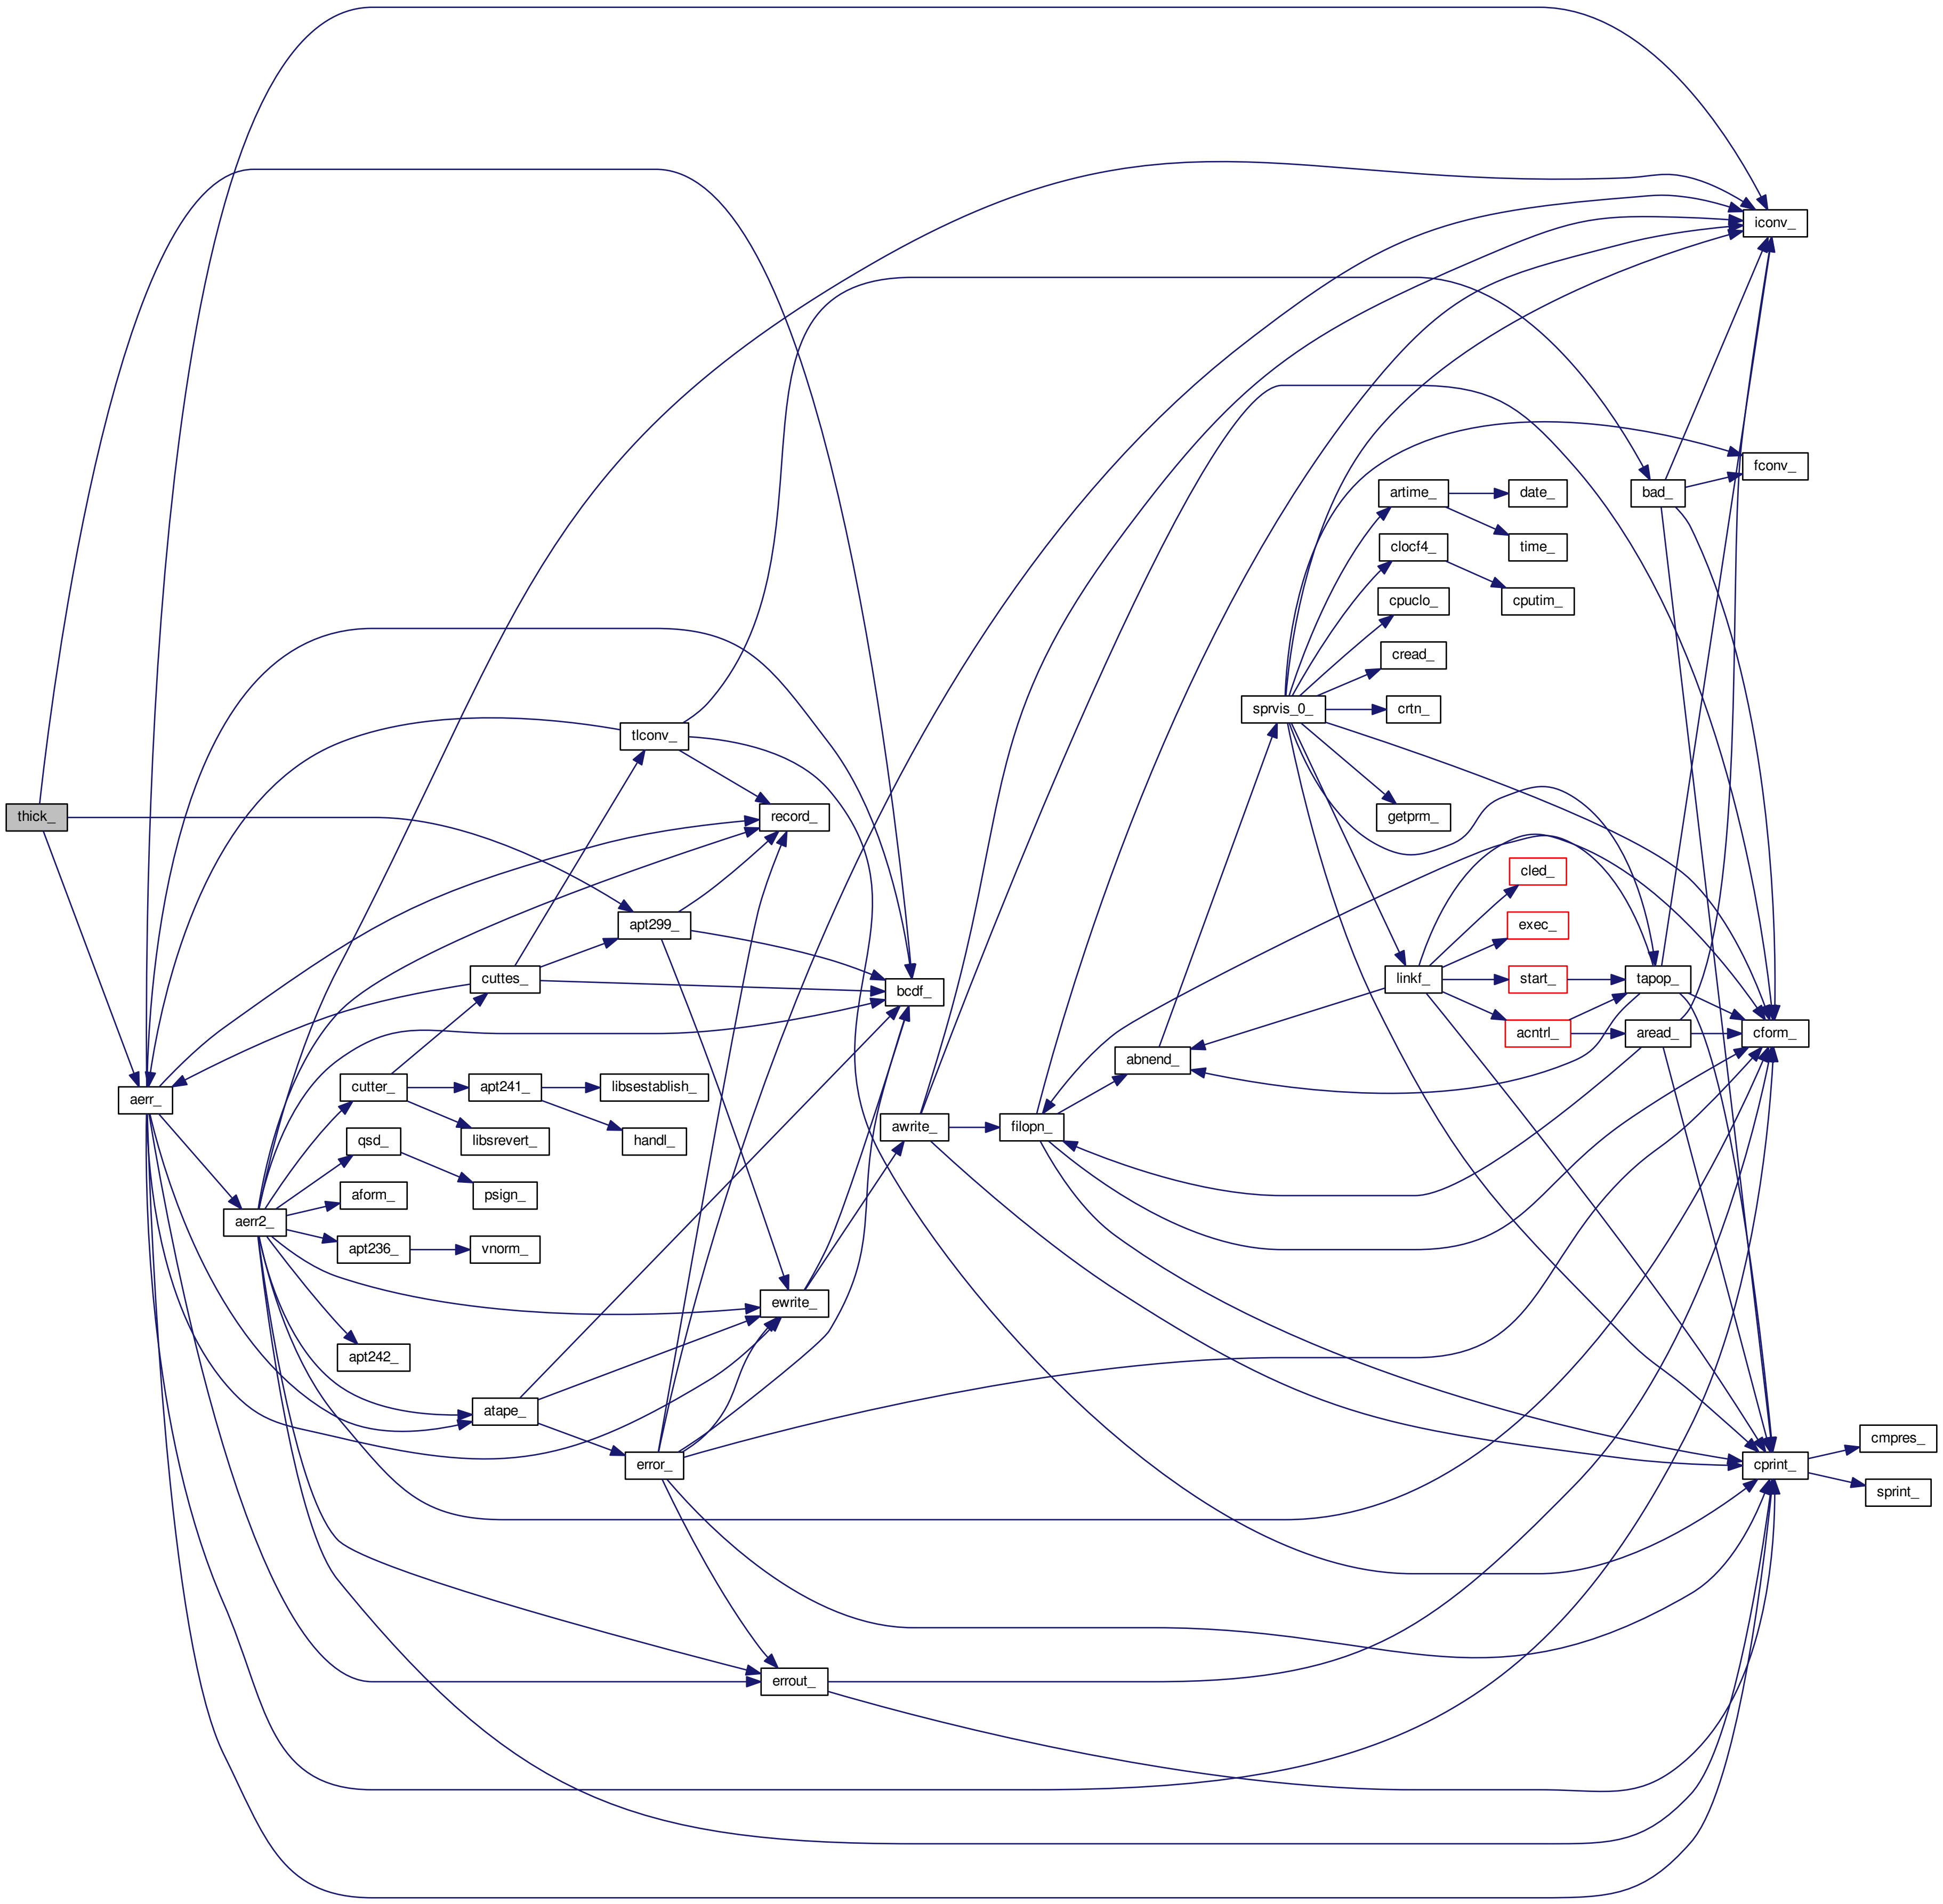 iconv_
fconv_
artime_
date_
bad_
time_
clocf4_
cpuclo_
cputim_
cread_
sprvis_0_
crtn_
tlconv_
thick_
record_
getprm_
cled_
apt299_
exec_
cuttes_
linkf_
start_
tapop_
bcdf_
acntrl_
aread_
cform_
abnend_
cutter_
apt241_
libsestablish_
aerr_
awrite_
filopn_
qsd_
libsrevert_
handl_
aform_
psign_
aerr2_
apt236_
vnorm_
ewrite_
apt242_
atape_
cmpres_
error_
cprint_
sprint_
errout_